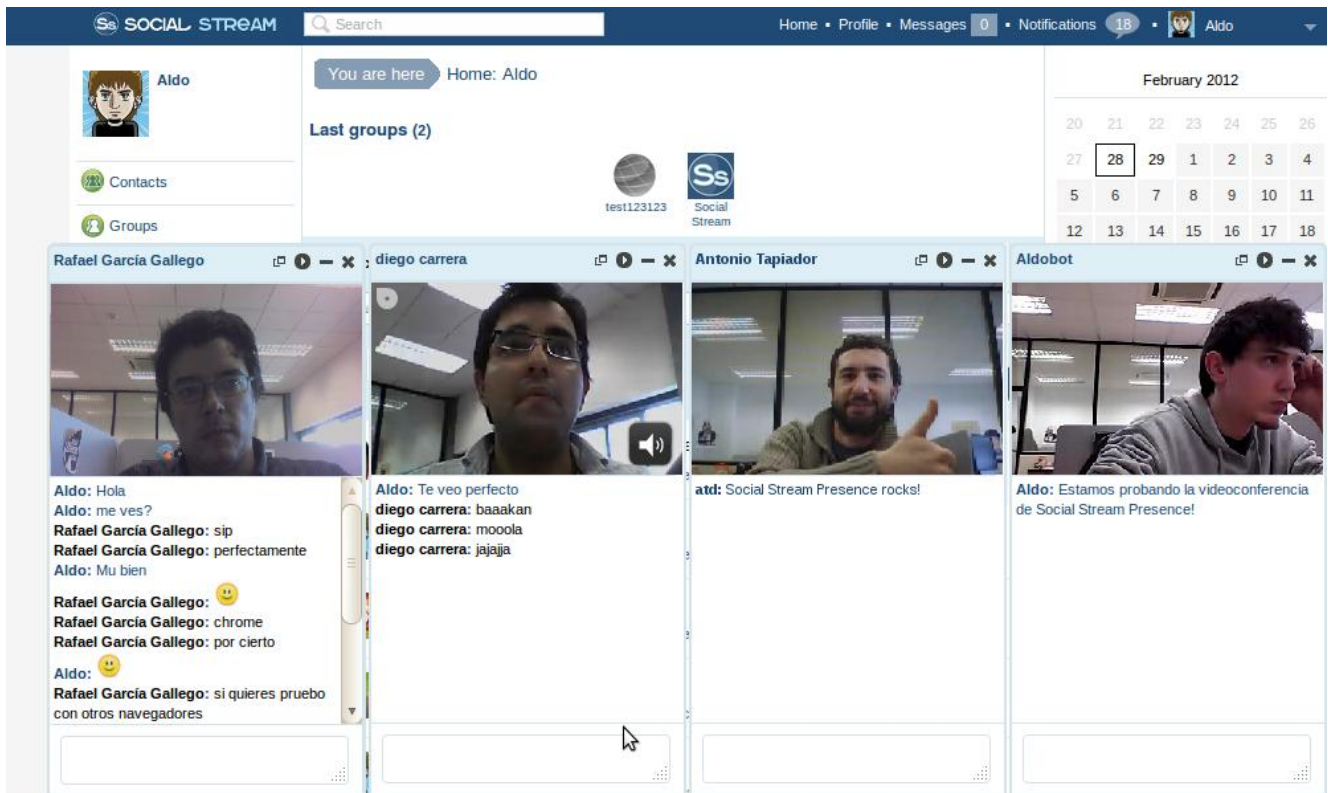 Ss SOCIAL STREAM
Search
Home ▪ Profile ▪ Messages 0 ▪ Notifications 18 ▪ Aldo
Aldo
Contacts
Groups
You are here Home: Aldo
Last groups (2)
test123123
Ss
Social
Stream
February 2012
20 21 22 23 24 25 26
27 28 29 1 2 3 4
5 6 7 8 9 10 11
12 13 14 15 16 17 18
Rafael García Gallego
Aldo: Hola
Aldo: me ves?
Rafael García Gallego: sip
Rafael García Gallego: perfectamente
Aldo: Mu bien
Rafael García Gallego: 🙂
Rafael García Gallego: chrome
Rafael García Gallego: por cierto
Aldo: 🙂
Rafael García Gallego: si quieres pruebo
con otros navegadores
diego carrera
Aldo: Te veo perfecto
diego carrera: baaakan
diego carrera: mooola
diego carrera: jajajja
Antonio Tapiador
atd: Social Stream Presence rocks!
Aldobot
Aldo: Estamos probando la videoconferencia
de Social Stream Presence!